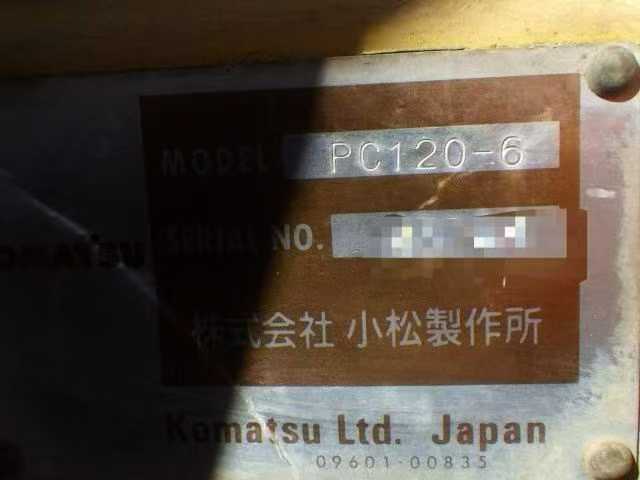 MODEL PC120-6
SERIAL NO.
KOMATSU
株式会社 小松製作所
Komatsu Ltd. Japan
09601-00835